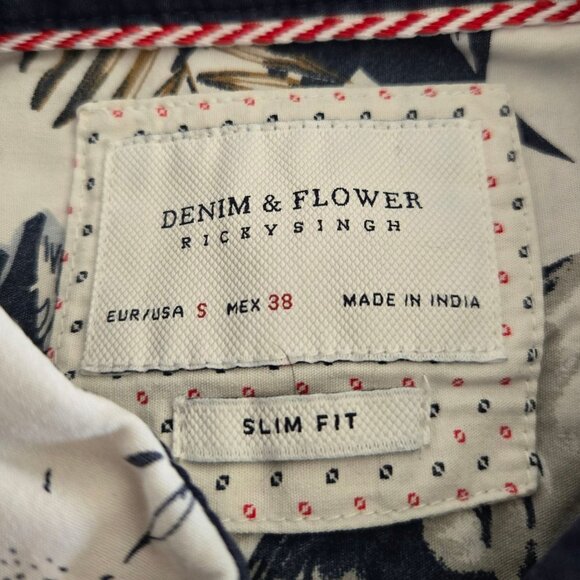 DENIM & FLOWER
RICKY SINGH
EUR/USA S MEX 38 MADE IN INDIA
SLIM FIT